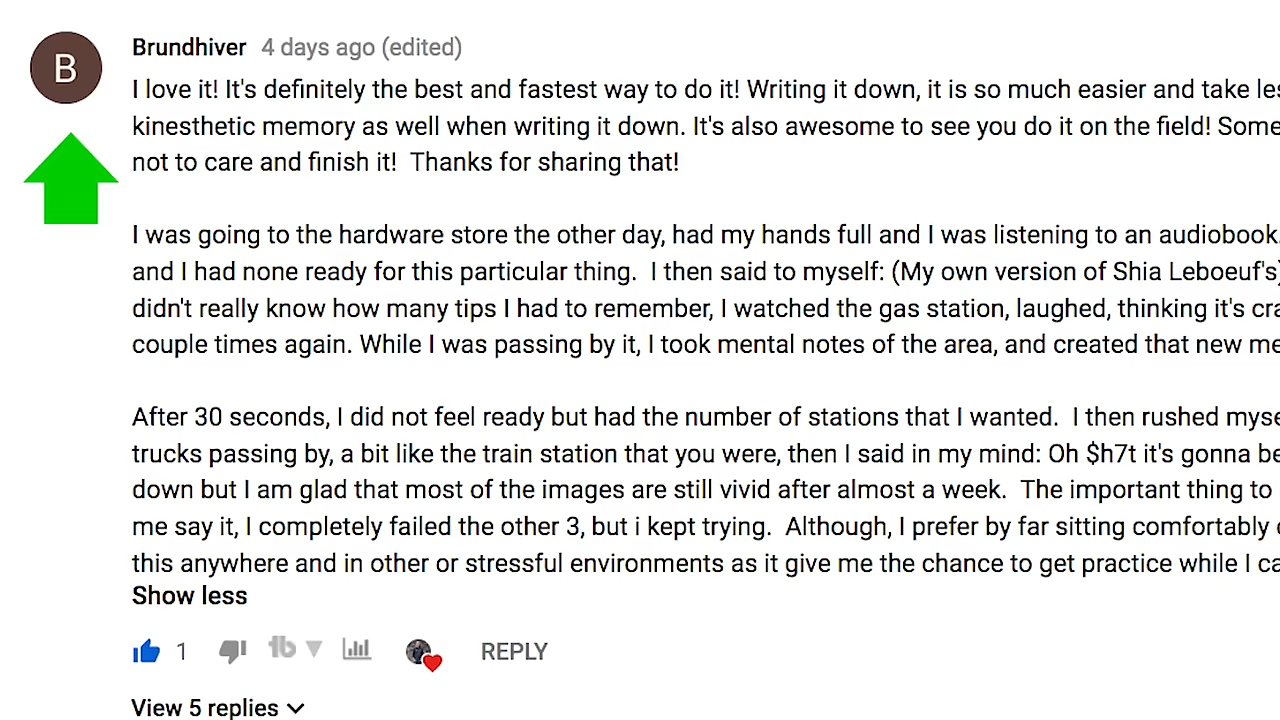 B
Brundhiver 4 days ago (edited)
I love it! It's definitely the best and fastest way to do it! Writing it down, it is so much easier and take
kinesthetic memory as well when writing it down. It's also awesome to see you do it on the field!
not to care and finish it! Thanks for sharing that!
I was going to the hardware store the other day, had my hands full and I was listening to an audiobook.
and I had none ready for this particular thing. I then said to myself: (My own version of Shia Leboeuf's)
didn't really know how many tips I had to remember, I watched the gas station, laughed, thinking it's
couple times again. While I was passing by it, I took mental notes of the area, and created that new
After 30 seconds, I did not feel ready but had the number of stations that I wanted. I then rushed
trucks passing by, a bit like the train station that you were, then I said in my mind: Oh $h7t it's gonna
down but I am glad that most of the images are still vivid after almost a week. The important thing to
me say it, I completely failed the other 3, but i kept trying. Although, I prefer by far sitting comfortably
this anywhere and in other or stressful environments as it give me the chance to get practice while I
Show less
1 tb REPLY
View 5 replies